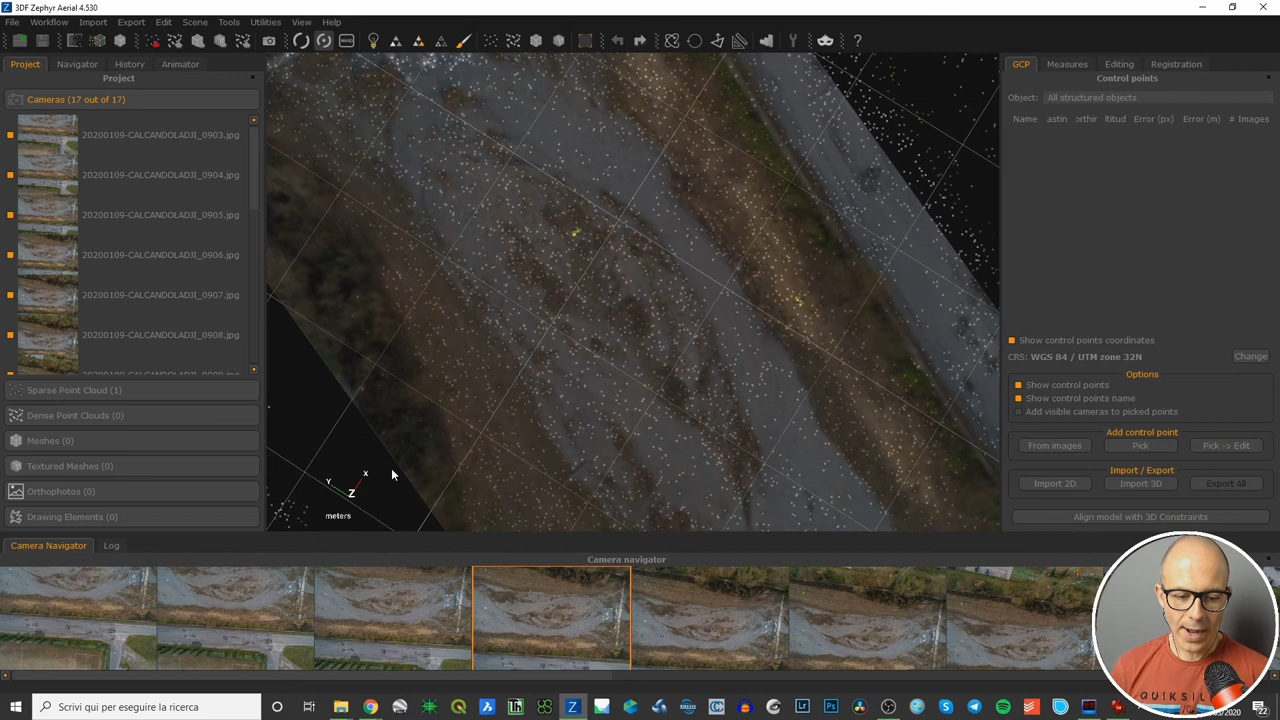 3DF Zephyr Aerial 4.530
File Workflow Import Export Edit Scene Tools Utilities View Help
Project Navigator History Animator
Project
Cameras (17 out of 17)
20200109-CALCANDOLADJI_0903.jpg
20200109-CALCANDOLADJI_0904.jpg
20200109-CALCANDOLADJI_0905.jpg
20200109-CALCANDOLADJI_0906.jpg
20200109-CALCANDOLADJI_0907.jpg
20200109-CALCANDOLADJI_0908.jpg
Sparse Point Cloud (1)
Dense Point Clouds (0)
Meshes (0)
Textured Meshes (0)
Orthophotos (0)
Drawing Elements (0)
X
Y
Z
meters
GCP Measures Editing Registration
Control points
Object: All structured objects
Name astin orthir ltitud Error (px) Error (m) # Images
Show control points coordinates
CRS: WGS 84 / UTM zone 32N Change
Options
Show control points
Show control points name
Add visible cameras to picked points
Add control point
From images Pick Pick -> Edit
Import / Export
Import 2D Import 3D Export All
Align model with 3D Constraints
Camera Navigator Log
Camera navigator
QUIKSIL
Scrivi qui per eseguire la ricerca